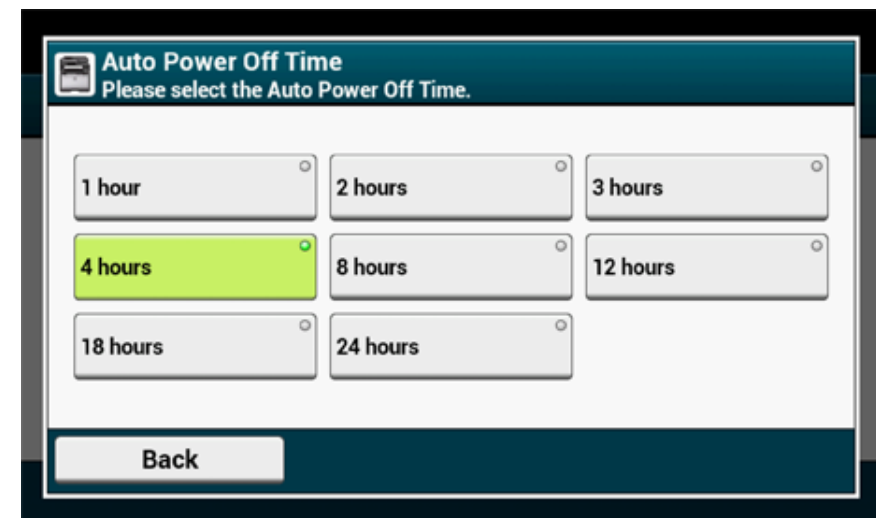 Auto Power Off Time
Please select the Auto Power Off Time.
1 hour
2 hours
3 hours
4 hours
8 hours
12 hours
18 hours
24 hours
Back